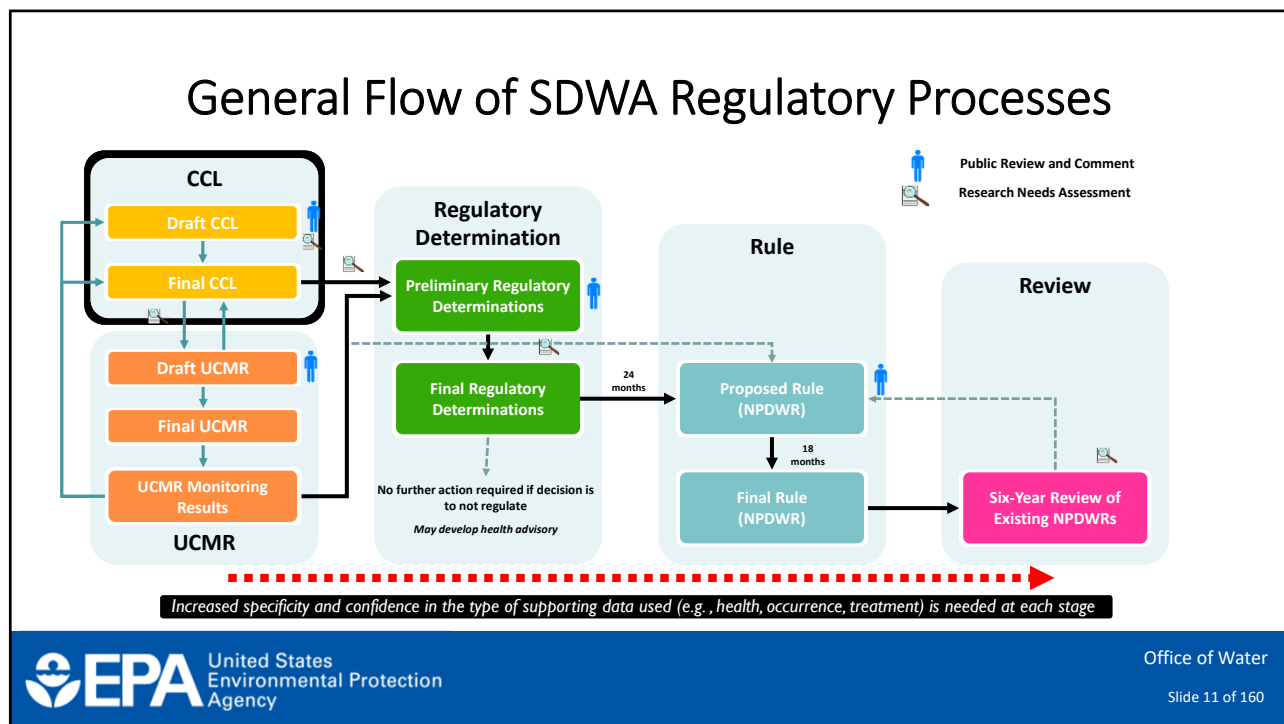 General Flow of SDWA Regulatory Processes
Public Review and Comment
Research Needs Assessment
CCL
Draft CCL
Final CCL
Draft UCMR
Final UCMR
UCMR Monitoring
Results
UCMR
Regulatory
Determination
Preliminary Regulatory
Determinations
Final Regulatory
Determinations
No further action required if decision is
to not regulate
May develop health advisory
24
months
Rule
Proposed Rule
(NPDWR)
18
months
Final Rule
(NPDWR)
Review
Six-Year Review of
Existing NPDWRs
Increased specificity and confidence in the type of supporting data used (e.g., health, occurrence, treatment) is needed at each stage
EPA
United States
Environmental Protection
Agency
Office of Water
Slide 11 of 160